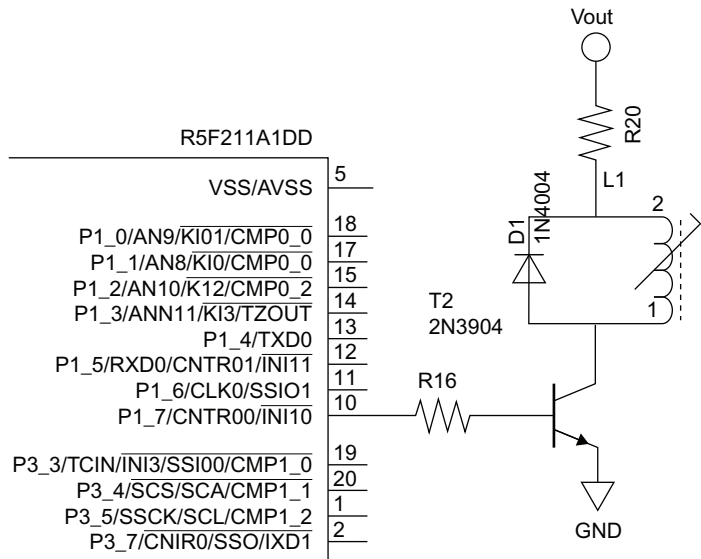 Vout
R20
R5F211A1DD
L1
VSS/AVSS
5
D1
1N4004
2
P1_0/AN9/KI01/CMP0_0
18
P1_1/AN8/KI0/CMP0_0
17
P1_2/AN10/K12/CMP0_2
15
P1_3/ANN11/KI3/TZOUT
14
T2
1
P1_4/TXD0
13
2N3904
P1_5/RXD0/CNTR01/INI11
12
P1_6/CLK0/SSIO1
11
R16
P1_7/CNTR00/INI10
10
P3_3/TCIN/INI3/SSI00/CMP1_0
19
P3_4/SCS/SCA/CMP1_1
20
P3_5/SSCK/SCL/CMP1_2
1
P3_7/CNIR0/SSO/IXD1
2
GND